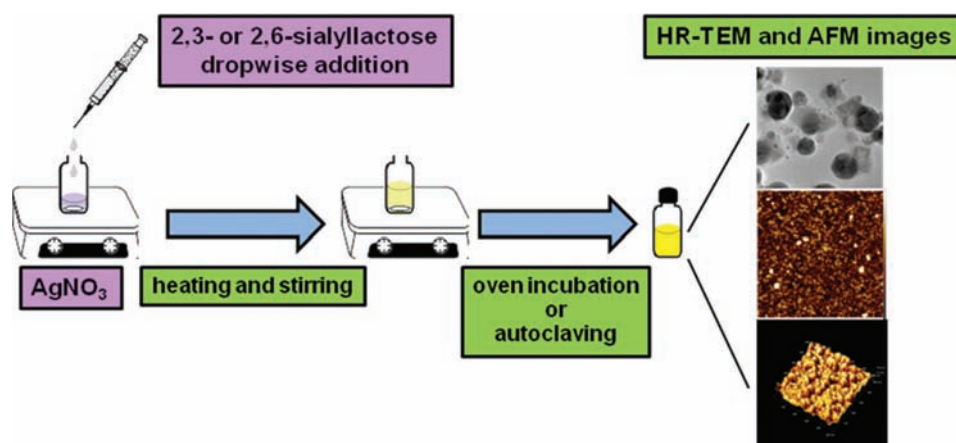 2,3- or 2,6-sialyllactose
dropwise addition
HR-TEM and AFM images
AgNO₃
heating and stirring
oven incubation
or
autoclaving